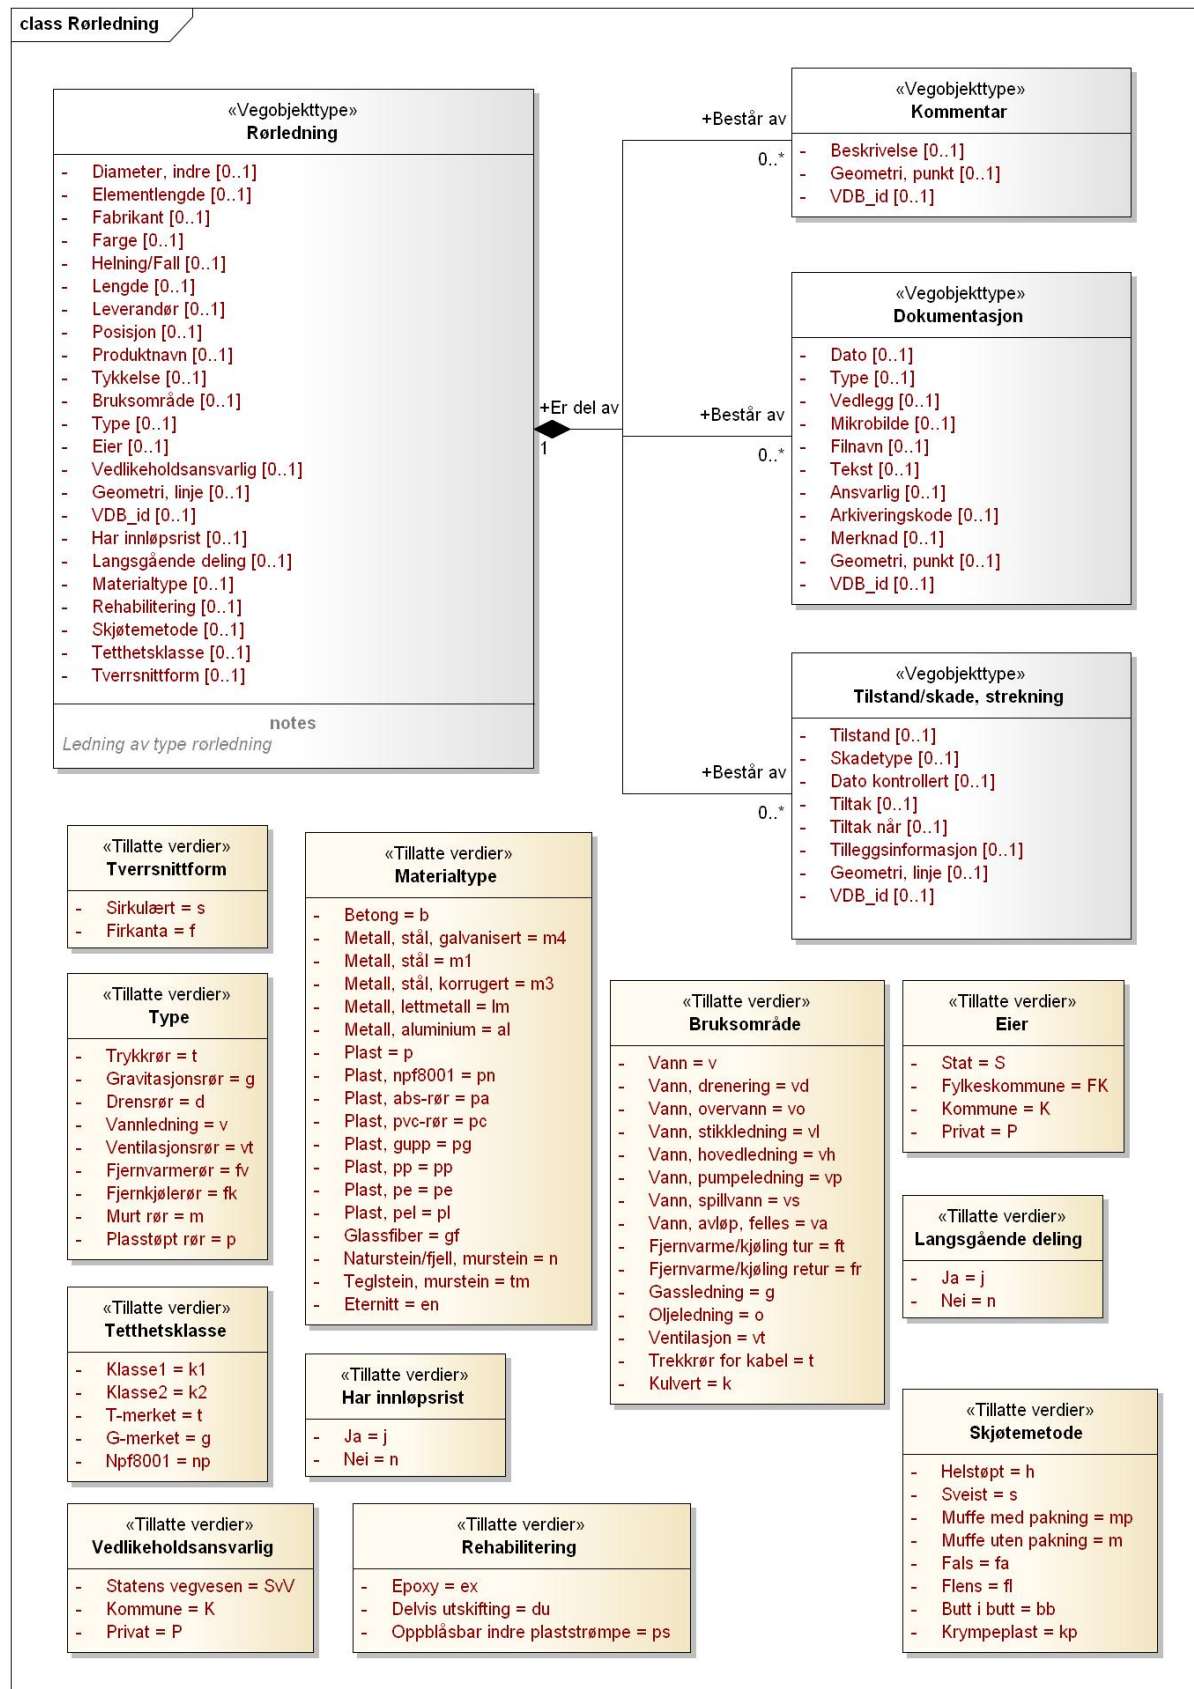 class Rørledning
«Vegobjekttype»
Rørledning
- Diameter, indre [0..1]
- Elementlengde [0..1]
- Fabrikant [0..1]
- Farge [0..1]
- Helning/Fall [0..1]
- Lengde [0..1]
- Leverandør [0..1]
- Posisjon [0..1]
- Produktnavn [0..1]
- Tykkelse [0..1]
- Bruksområde [0..1]
- Type [0..1]
- Eier [0..1]
- Vedlikeholdsansvarlig [0..1]
- Geometri, linje [0..1]
- VDB_id [0..1]
- Har innløpsrist [0..1]
- Langsgående deling [0..1]
- Materialtype [0..1]
- Rehabilitering [0..1]
- Skjøtemetode [0..1]
- Tetthetsklasse [0..1]
- Tverrsnittform [0..1]
notes
Ledning av type rørledning
+Er del av
1
+Består av
0..*
«Vegobjekttype»
Kommentar
- Beskrivelse [0..1]
- Geometri, punkt [0..1]
- VDB_id [0..1]
+Består av
0..*
«Vegobjekttype»
Dokumentasjon
- Dato [0..1]
- Type [0..1]
- Vedlegg [0..1]
- Mikrobilde [0..1]
- Filnavn [0..1]
- Tekst [0..1]
- Ansvarlig [0..1]
- Arkiveringskode [0..1]
- Merknad [0..1]
- Geometri, punkt [0..1]
- VDB_id [0..1]
+Består av
0..*
«Vegobjekttype»
Tilstand/skade, strekning
- Tilstand [0..1]
- Skadetype [0..1]
- Dato kontrollert [0..1]
- Tiltak [0..1]
- Tiltak når [0..1]
- Tilleggsinformasjon [0..1]
- Geometri, linje [0..1]
- VDB_id [0..1]
«Tillatte verdier»
Tverrsnittform
- Sirkulært = s
- Firkanta = f
«Tillatte verdier»
Type
- Trykkrør = t
- Gravitasjonsrør = g
- Drensrør = d
- Vannledning = v
- Ventilasjonsrør = vt
- Fjernvarmerør = fv
- Fjernkjølerør = fk
- Murt rør = m
- Plasstøpt rør = p
«Tillatte verdier»
Tetthetsklasse
- Klasse1 = k1
- Klasse2 = k2
- T-merket = t
- G-merket = g
- Npf8001 = np
«Tillatte verdier»
Vedlikeholdsansvarlig
- Statens vegvesen = SvV
- Kommune = K
- Privat = P
«Tillatte verdier»
Materialtype
- Betong = b
- Metall, stål, galvanisert = m4
- Metall, stål = m1
- Metall, stål, korrugert = m3
- Metall, lettmetall = lm
- Metall, aluminium = al
- Plast = p
- Plast, npf8001 = pn
- Plast, abs-rør = pa
- Plast, pvc-rør = pc
- Plast, gupp = pg
- Plast, pp = pp
- Plast, pe = pe
- Plast, pel = pl
- Glassfiber = gf
- Naturstein/fjell, murstein = n
- Teglstein, murstein = tm
- Eternitt = en
«Tillatte verdier»
Har innløpsrist
- Ja = j
- Nei = n
«Tillatte verdier»
Rehabilitering
- Epoxy = ex
- Delvis utskifting = du
- Oppblåsbar indre plaststrømpe = ps
«Tillatte verdier»
Bruksområde
- Vann = v
- Vann, drenering = vd
- Vann, overvann = vo
- Vann, stikkledning = vl
- Vann, hovedledning = vh
- Vann, pumpeledning = vp
- Vann, spillvann = vs
- Vann, avløp, felles = va
- Fjernvarme/kjøling tur = ft
- Fjernvarme/kjøling retur = fr
- Gassledning = g
- Oljeledning = o
- Ventilasjon = vt
- Trekkrør for kabel = t
- Kulvert = k
«Tillatte verdier»
Eier
- Stat = S
- Fylkeskommune = FK
- Kommune = K
- Privat = P
«Tillatte verdier»
Langsgående deling
- Ja = j
- Nei = n
«Tillatte verdier»
Skjøtemetode
- Helstøpt = h
- Sveist = s
- Muffe med pakning = mp
- Muffe uten pakning = m
- Fals = fa
- Flens = fl
- Butt i butt = bb
- Krympeplast = kp